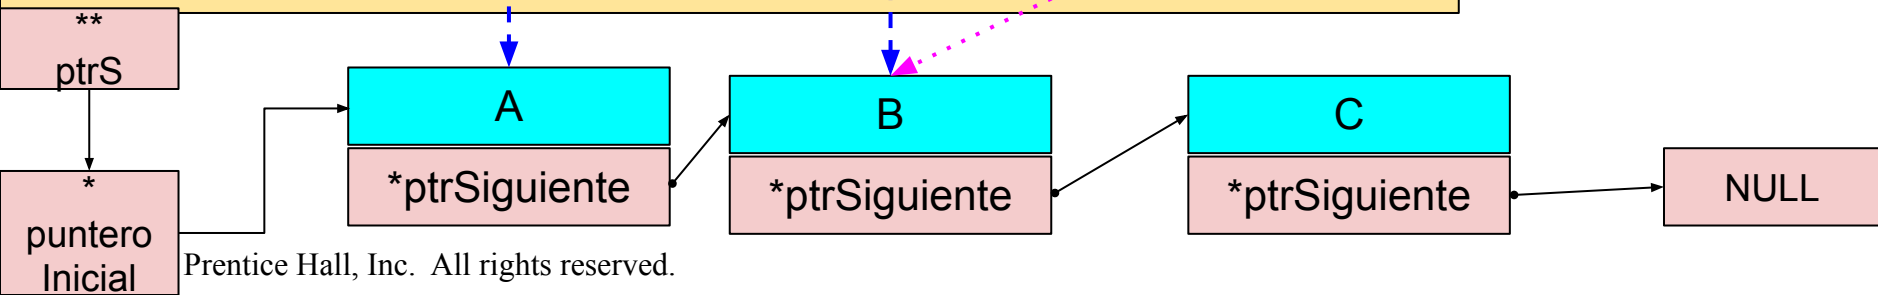 **
ptrS
A
B
C
*ptrSiguiente
*ptrSiguiente
*ptrSiguiente
NULL
*
puntero
Inicial
Prentice Hall, Inc. All rights reserved.